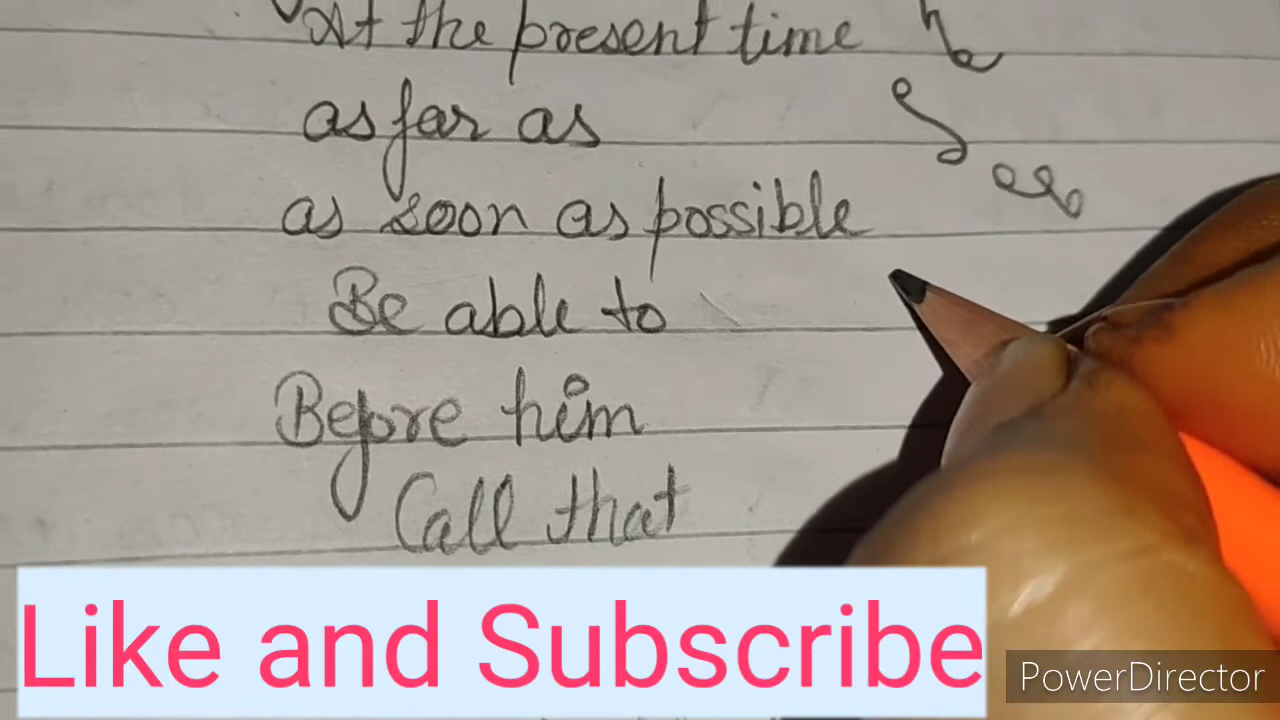 At the present time
as far as
as soon as possible
Be able to
Before him
Call that
Like and Subscribe
PowerDirector